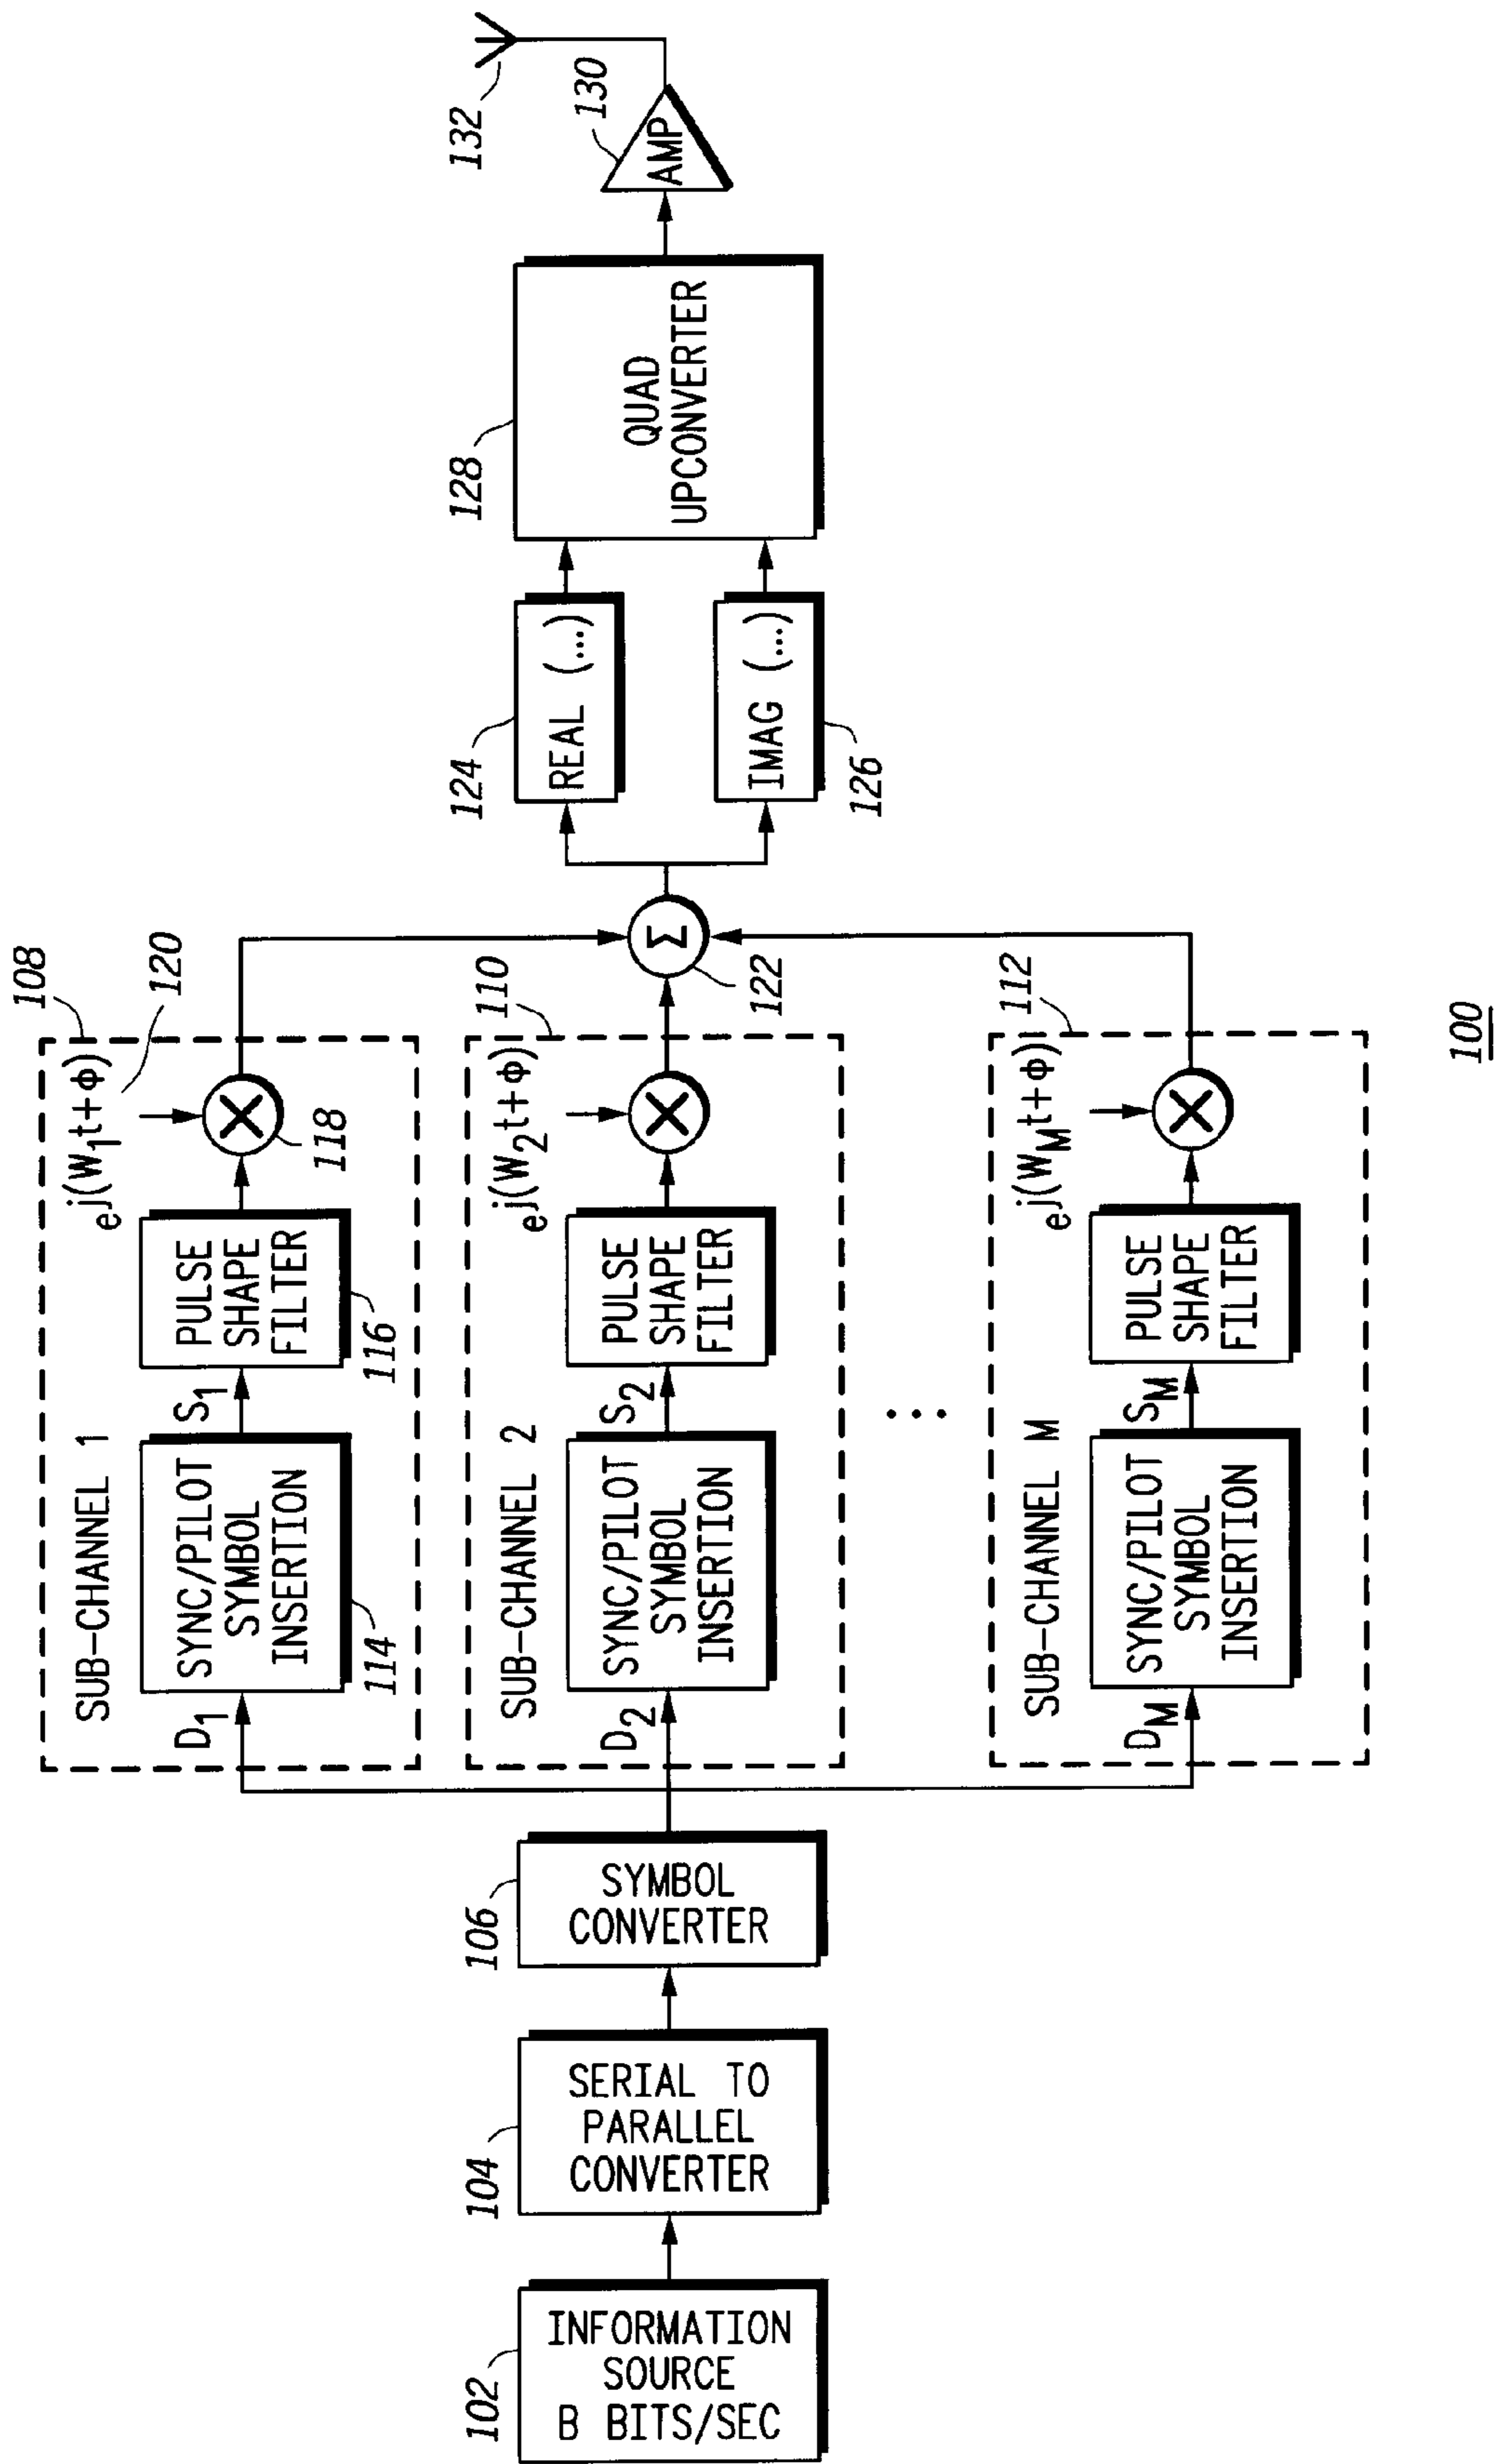 102
INFORMATION
SOURCE
B BITS/SEC
104
SERIAL TO
PARALLEL
CONVERTER
106
SYMBOL
CONVERTER
108
SUB-CHANNEL 1
D1
SYNC/PILOT
SYMBOL
INSERTION
114
S1
PULSE
SHAPE
FILTER
116
e j(W1t+ϕ)
120
118
110
SUB-CHANNEL 2
D2
SYNC/PILOT
SYMBOL
INSERTION
S2
PULSE
SHAPE
FILTER
e j(W2t+ϕ)
...
112
SUB-CHANNEL M
DM
SYNC/PILOT
SYMBOL
INSERTION
SM
PULSE
SHAPE
FILTER
e j(WMt+ϕ)
Σ
122
124
REAL (...)
IMAG (...)
126
128
QUAD
UPCONVERTER
AMP
130
132
100